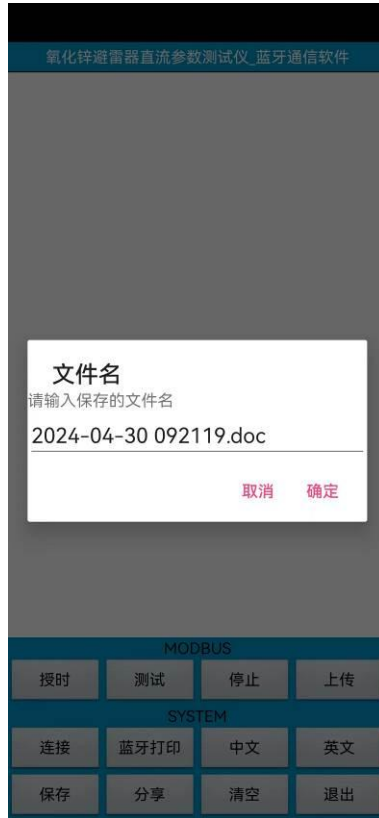 氧化锌避雷器直流参数测试仪_蓝牙通信软件
文件名
请输入保存的文件名
2024-04-30 092119.doc
取消 确定
MODBUS
授时 测试 停止 上传
SYSTEM
连接 蓝牙打印 中文 英文
保存 分享 清空 退出